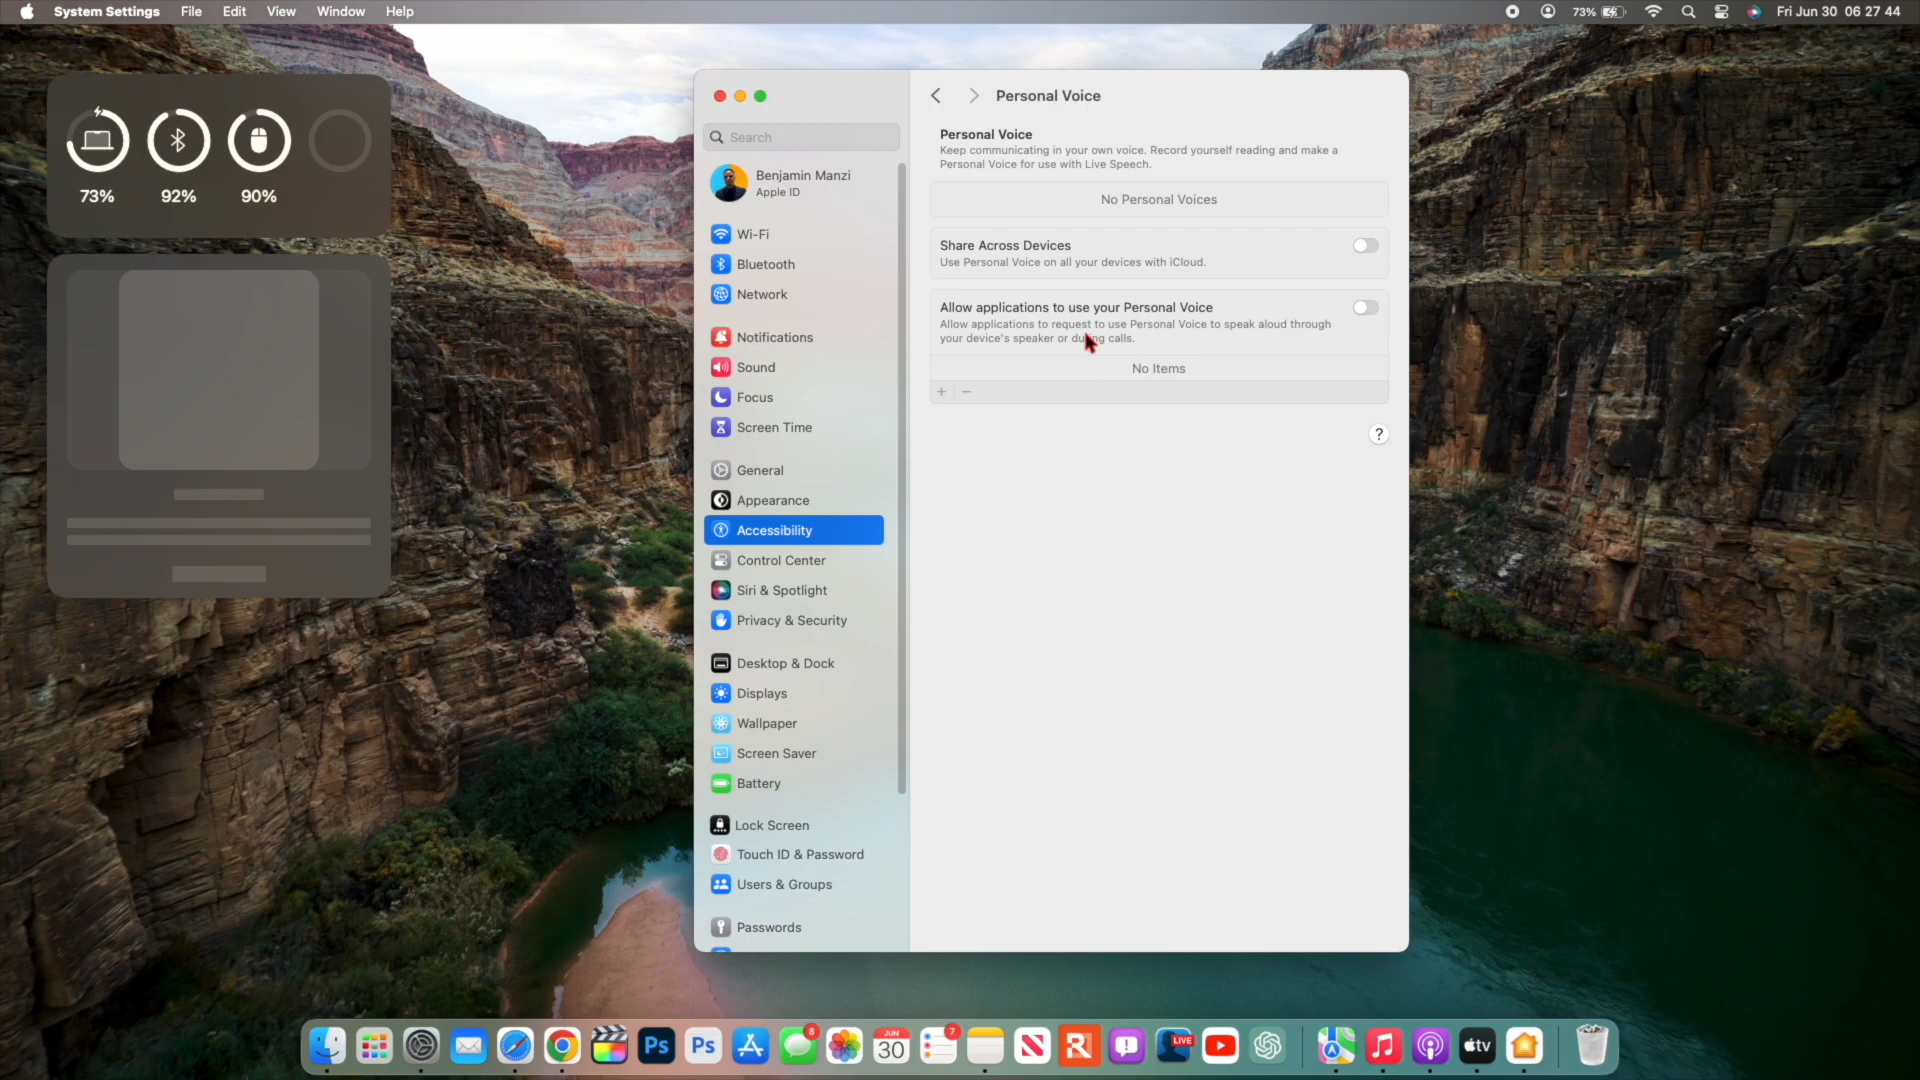 System Settings File Edit View Window Help
73% Fri Jun 30 06 27 44
73% 92% 90%
Search
Benjamin Manzi
Apple ID
Wi-Fi
Bluetooth
Network
Notifications
Sound
Focus
Screen Time
General
Appearance
Accessibility
Control Center
Siri & Spotlight
Privacy & Security
Desktop & Dock
Displays
Wallpaper
Screen Saver
Battery
Lock Screen
Touch ID & Password
Users & Groups
Passwords
Personal Voice
Personal Voice
Keep communicating in your own voice. Record yourself reading and make a
Personal Voice for use with Live Speech.
No Personal Voices
Share Across Devices
Use Personal Voice on all your devices with iCloud.
Allow applications to use your Personal Voice
Allow applications to request to use Personal Voice to speak aloud through
your device's speaker or during calls.
No Items
+ −
?
Ps Ps 8 JUN 30 7 LIVE tv